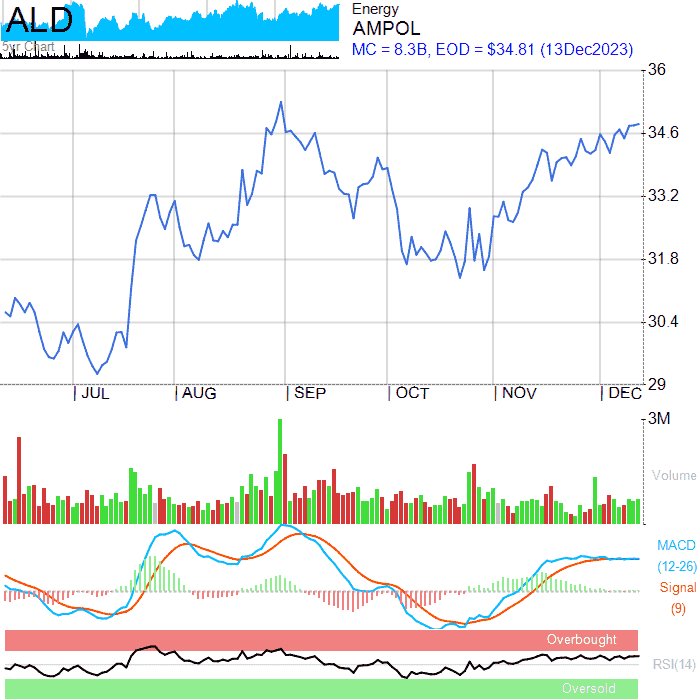 ALD
5yr Chart
Energy
AMPOL
MC = 8.3B, EOD = $34.81 (13Dec2023)
36
34.6
33.2
31.8
30.4
29
JUL AUG SEP OCT NOV DEC
3M
Volume
MACD
(12-26)
Signal
(9)
Overbought
RSI(14)
Oversold